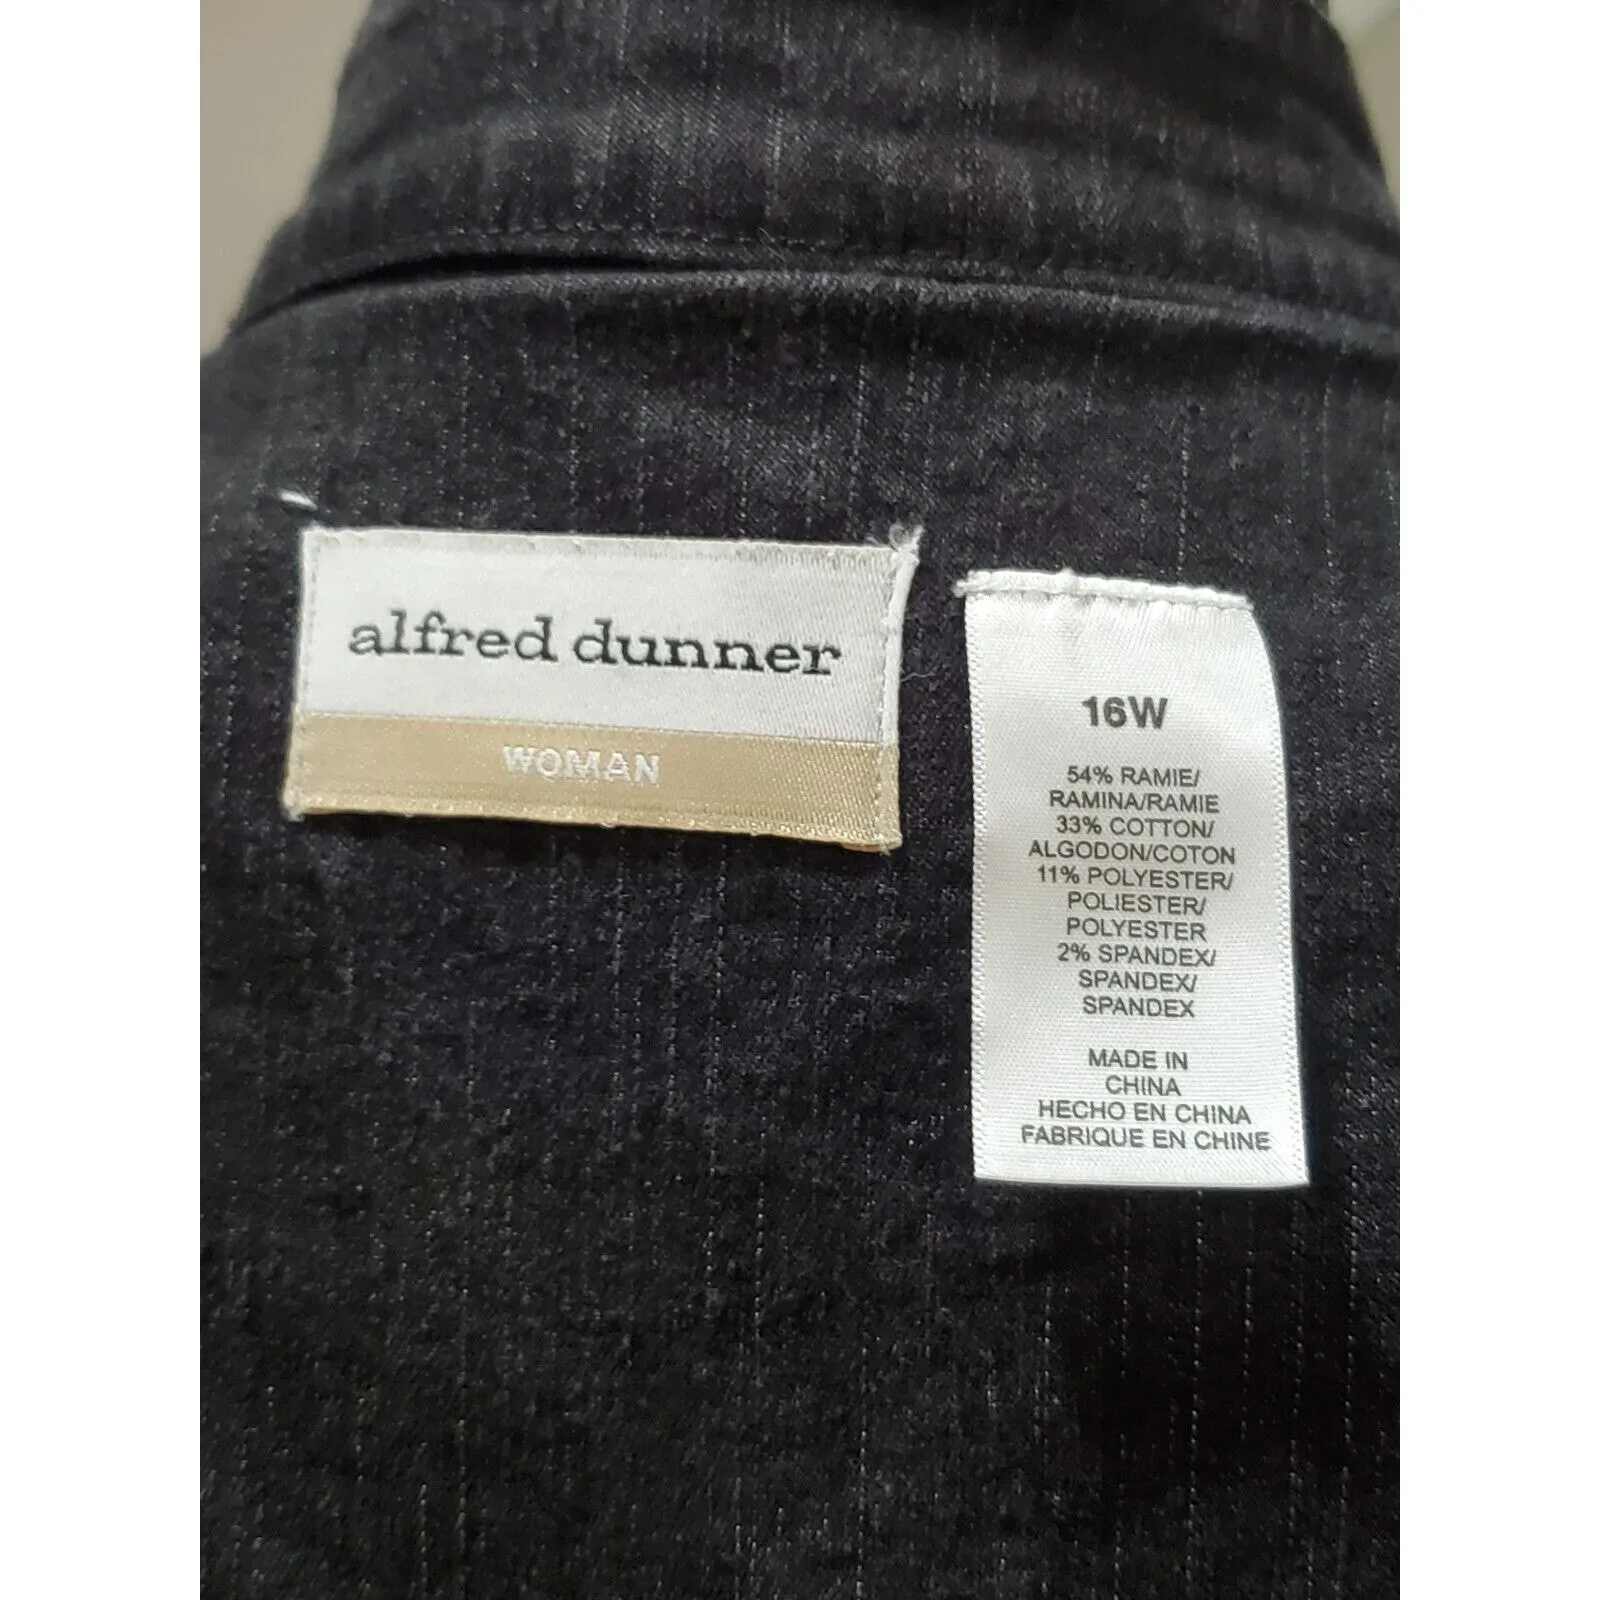 alfred dunner
WOMAN
16W
54% RAMIE/
RAMINA/RAMIE
33% COTTON/
ALGODON/COTON
11% POLYESTER/
POLIESTER/
POLYESTER
2% SPANDEX/
SPANDEX/
SPANDEX
MADE IN
CHINA
HECHO EN CHINA
FABRIQUE EN CHINE